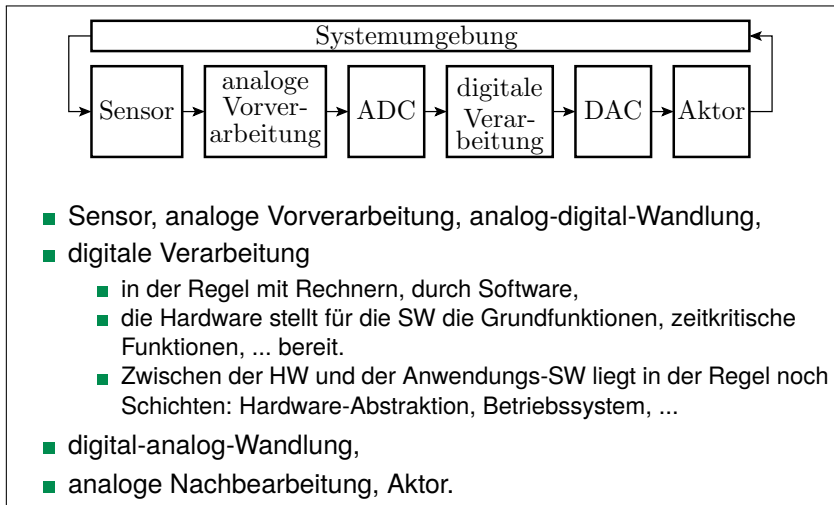 Systemumgebung
Sensor
analoge
Vorver-
arbeitung
ADC
digitale
Verar-
beitung
DAC
Aktor
Sensor, analoge Vorverarbeitung, analog-digital-Wandlung,
digitale Verarbeitung
in der Regel mit Rechnern, durch Software,
die Hardware stellt für die SW die Grundfunktionen, zeitkritische
Funktionen, ... bereit.
Zwischen der HW und der Anwendungs-SW liegt in der Regel noch
Schichten: Hardware-Abstraktion, Betriebssystem, ...
digital-analog-Wandlung,
analoge Nachbearbeitung, Aktor.